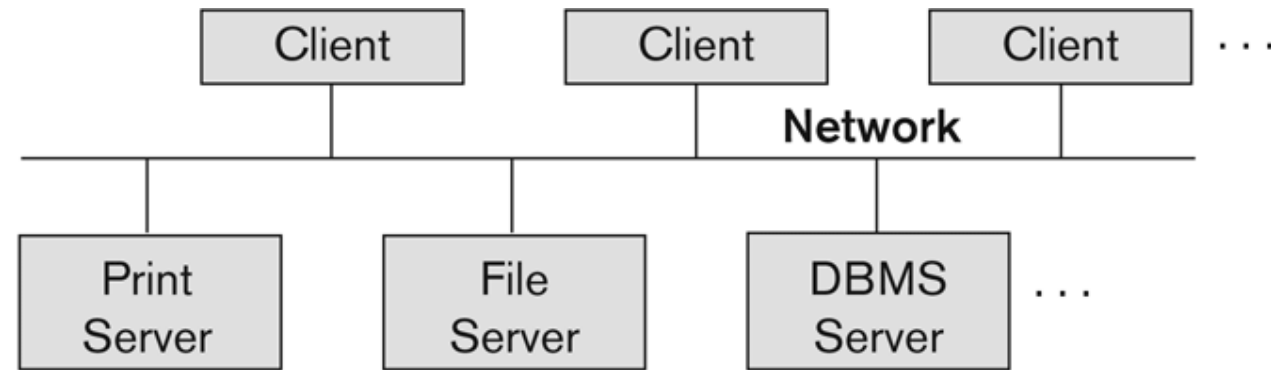 Client
Client
Client
. . .
Network
Print
Server
File
Server
DBMS
Server
. . .